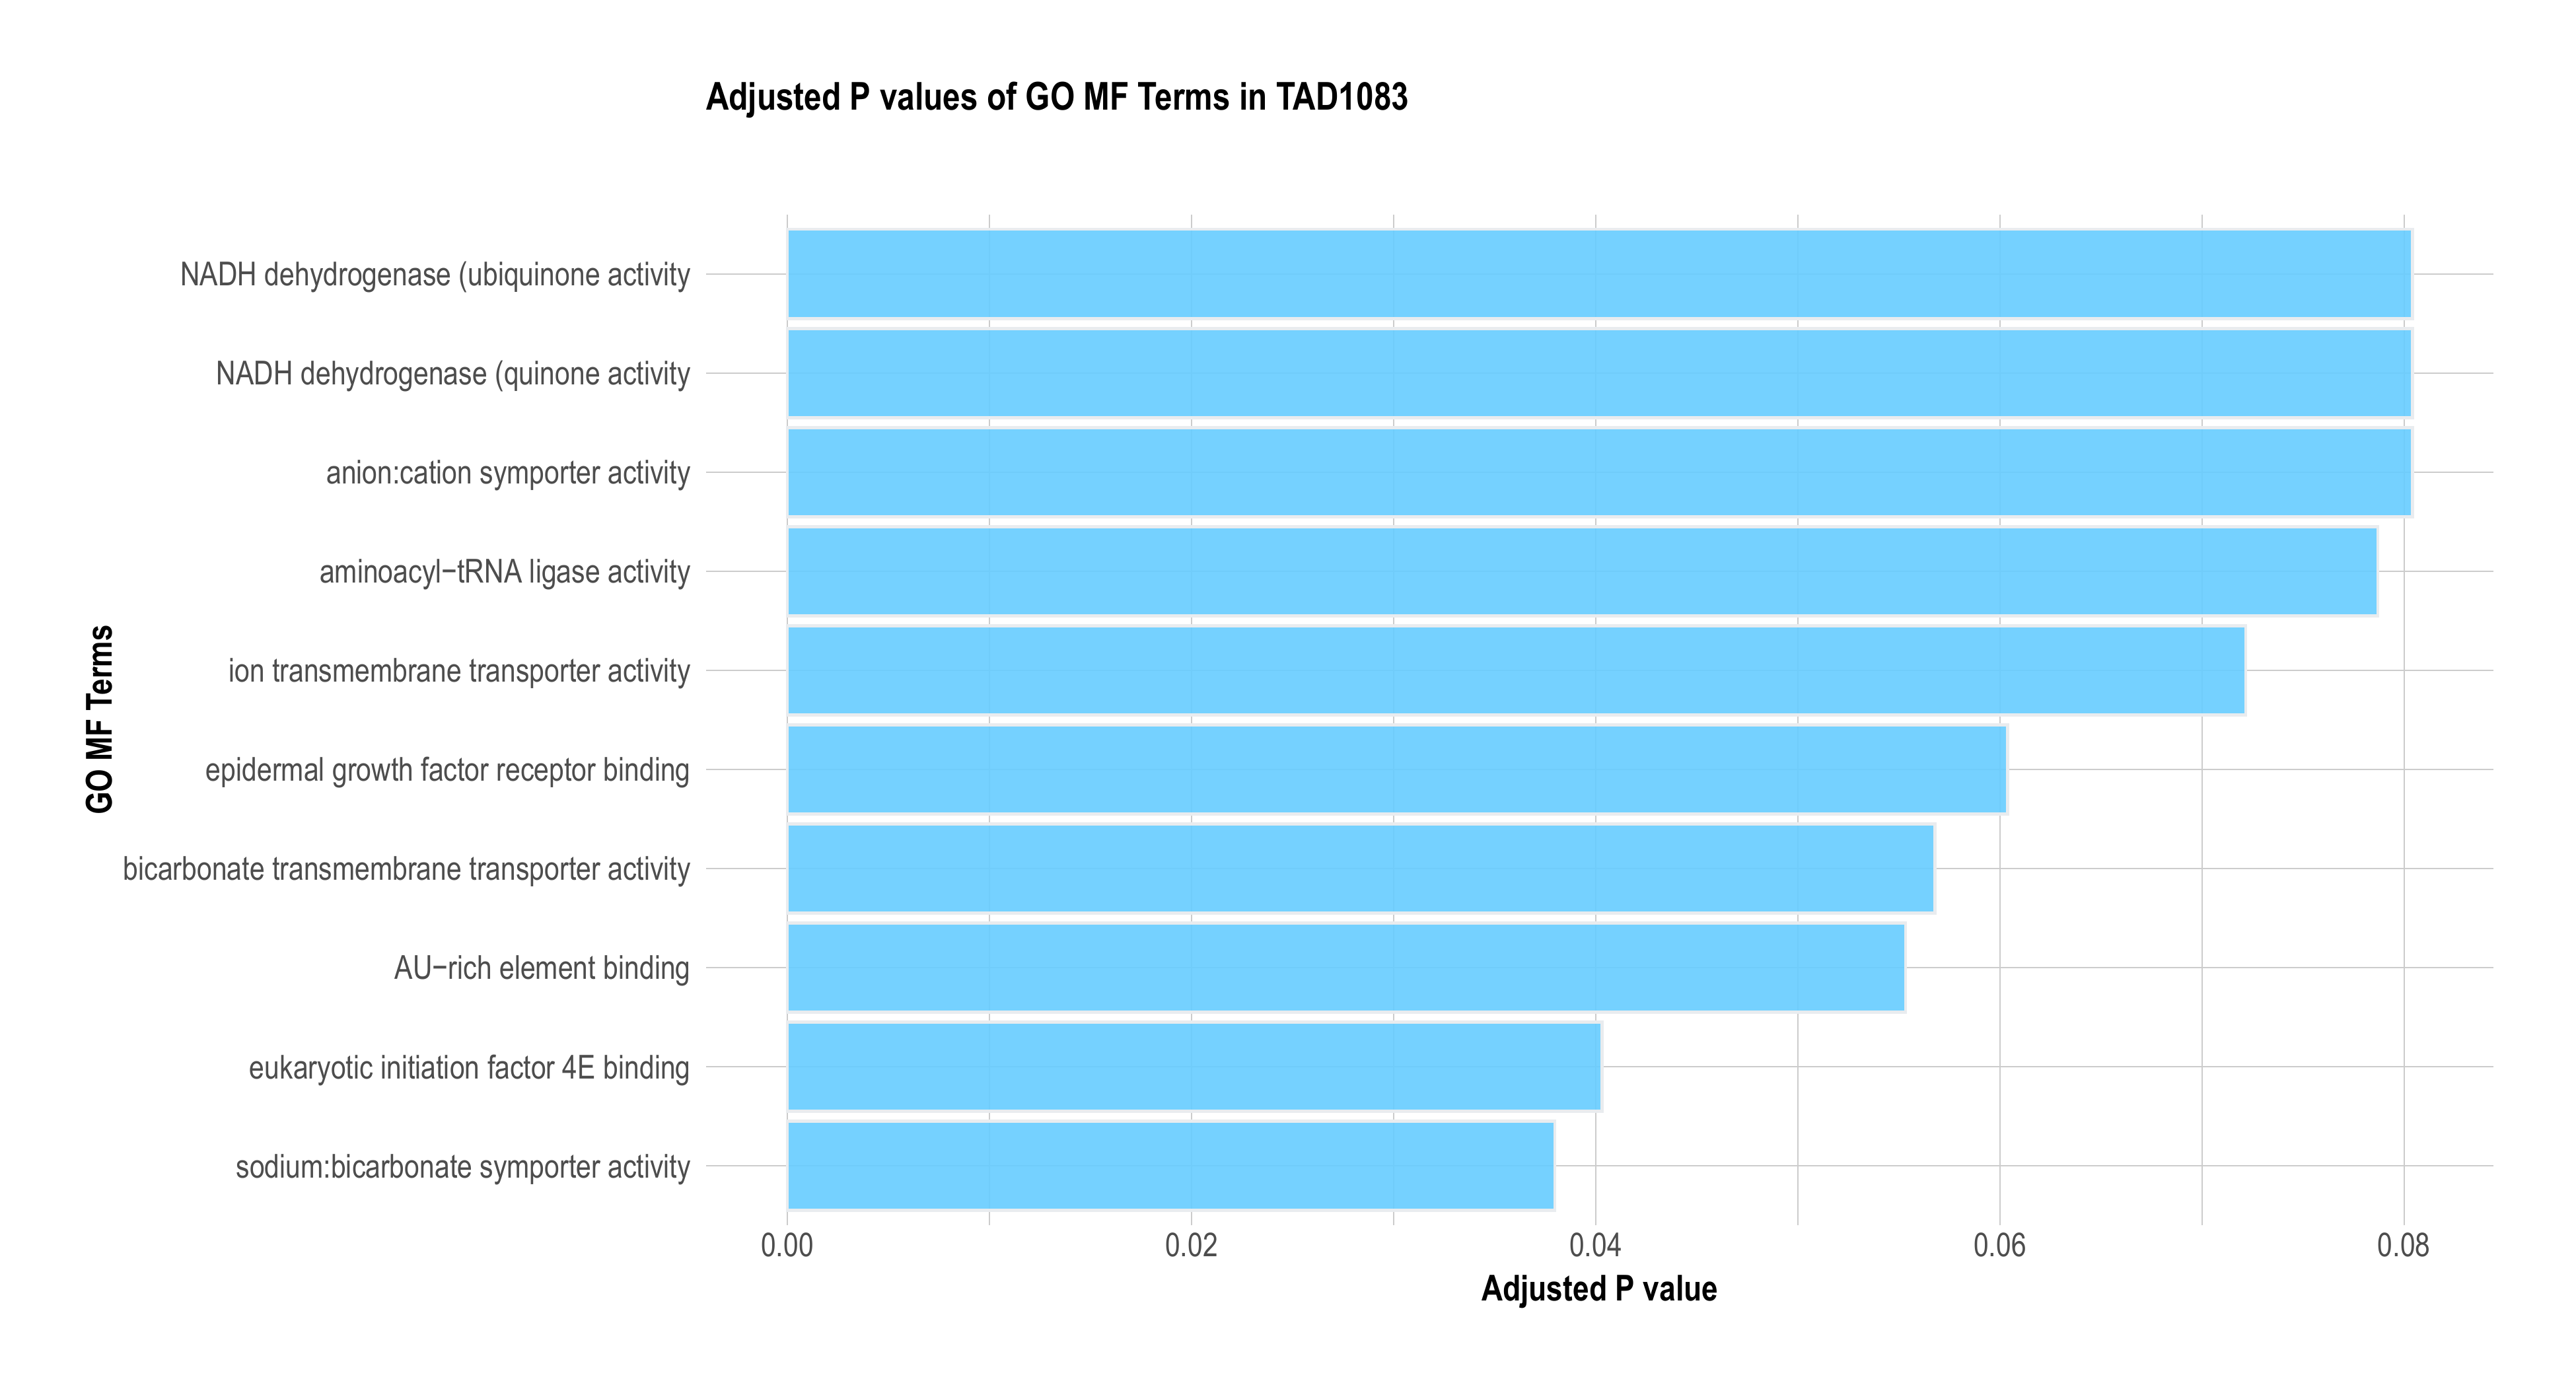 Adjusted P values of GO MF Terms in TAD1083
GO MF Terms
NADH dehydrogenase (ubiquinone activity
NADH dehydrogenase (quinone activity
anion:cation symporter activity
aminoacyl−tRNA ligase activity
ion transmembrane transporter activity
epidermal growth factor receptor binding
bicarbonate transmembrane transporter activity
AU−rich element binding
eukaryotic initiation factor 4E binding
sodium:bicarbonate symporter activity
0.00 0.02 0.04 0.06 0.08
Adjusted P value